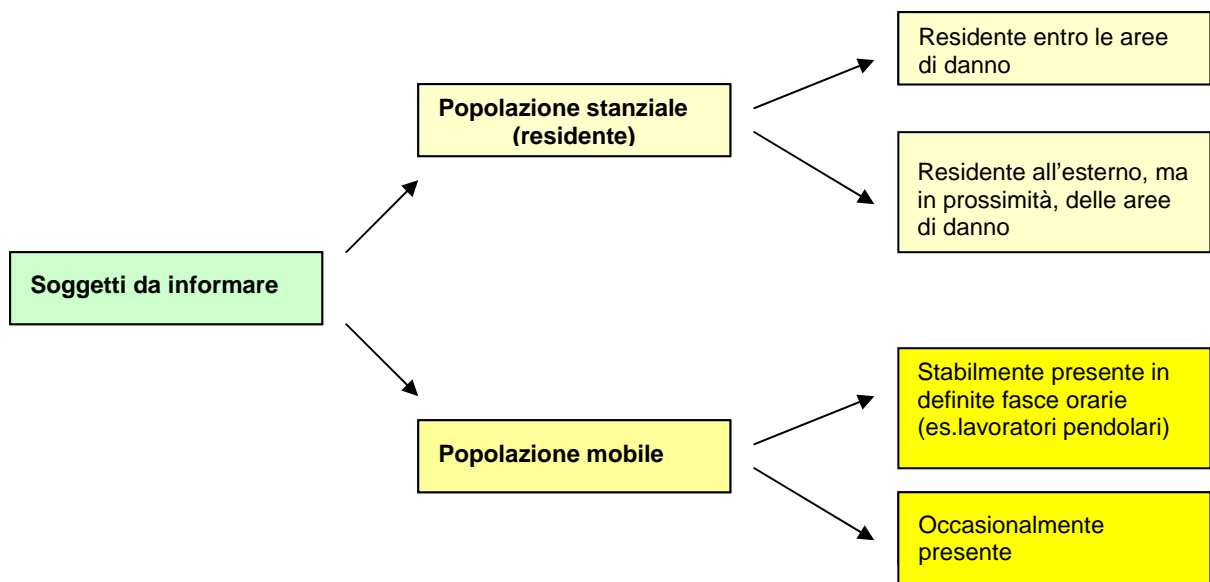 Residente entro le aree
di danno
Popolazione stanziale
(residente)
Residente all'esterno, ma
in prossimità, delle aree
di danno
Soggetti da informare
Stabilmente presente in
definite fasce orarie
(es.lavoratori pendolari)
Popolazione mobile
Occasionalmente
presente